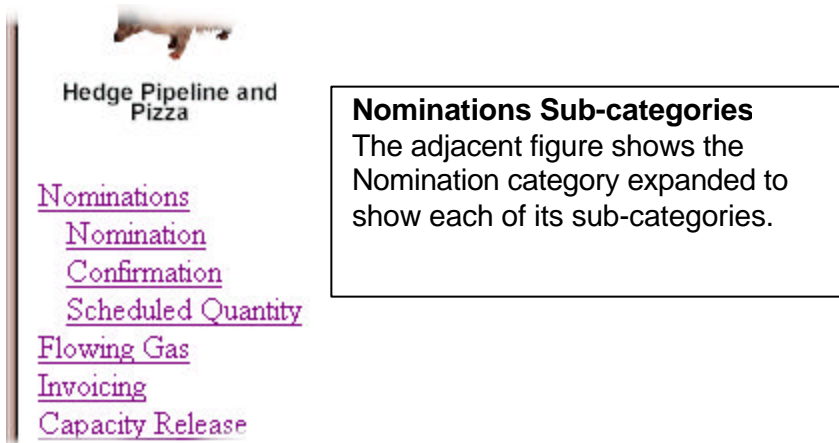 Hedge Pipeline and
Pizza
Nominations
Nomination
Confirmation
Scheduled Quantity
Flowing Gas
Invoicing
Capacity Release
Nominations Sub-categories
The adjacent figure shows the
Nomination category expanded to
show each of its sub-categories.